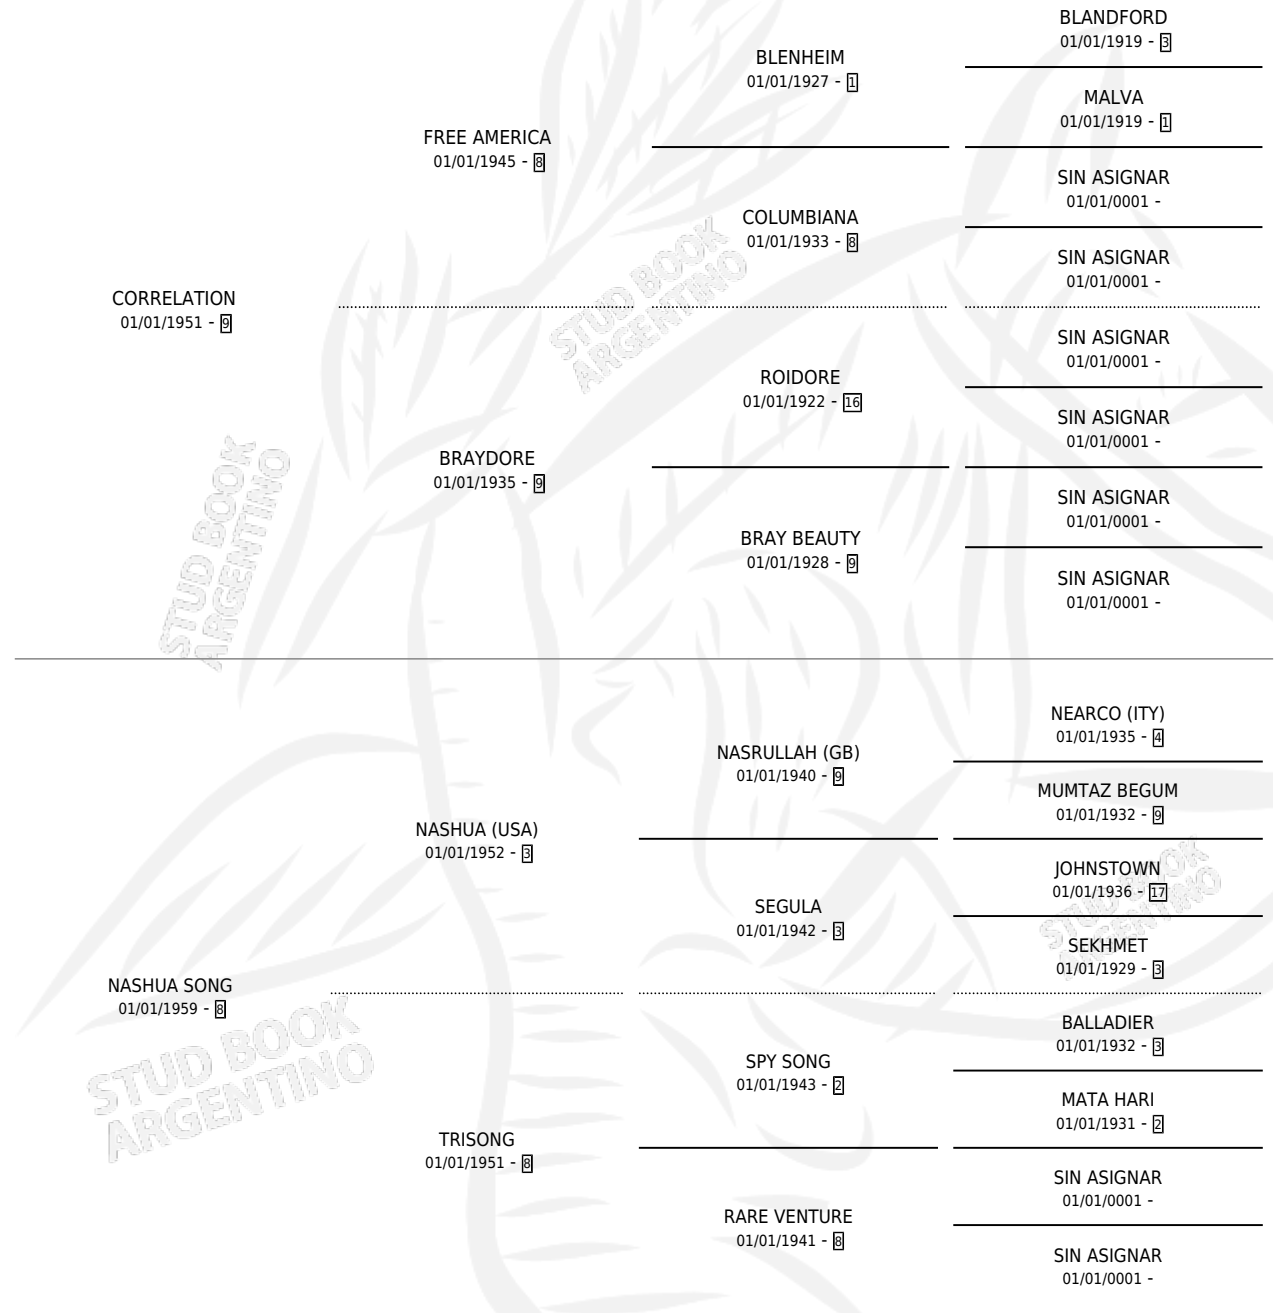 BLANDFORD
01/01/1919 - 3
BLENHEIM
01/01/1927 - 1
MALVA
01/01/1919 - 1
FREE AMERICA
01/01/1945 - 8
SIN ASIGNAR
01/01/0001 -
COLUMBIANA
01/01/1933 - 8
SIN ASIGNAR
01/01/0001 -
CORRELATION
01/01/1951 - 9
SIN ASIGNAR
01/01/0001 -
ROIDORE
01/01/1922 - 16
SIN ASIGNAR
01/01/0001 -
BRAYDORE
01/01/1935 - 9
SIN ASIGNAR
01/01/0001 -
BRAY BEAUTY
01/01/1928 - 9
SIN ASIGNAR
01/01/0001 -
STUD BOOK
ARGENTINO
STUD BOOK
ARGENTINO
NEARCO (ITY)
01/01/1935 - 4
NASRULLAH (GB)
01/01/1940 - 9
MUMTAZ BEGUM
01/01/1932 - 9
NASHUA (USA)
01/01/1952 - 3
JOHNSTOWN
01/01/1936 - 17
SEGULA
01/01/1942 - 3
SEKHMET
01/01/1929 - 3
NASHUA SONG
01/01/1959 - 8
BALLADIER
01/01/1932 - 3
SPY SONG
01/01/1943 - 2
MATA HARI
01/01/1931 - 2
TRISONG
01/01/1951 - 8
SIN ASIGNAR
01/01/0001 -
RARE VENTURE
01/01/1941 - 8
SIN ASIGNAR
01/01/0001 -
STUD BOOK
ARGENTINO
STUD BOOK
ARGENTINO